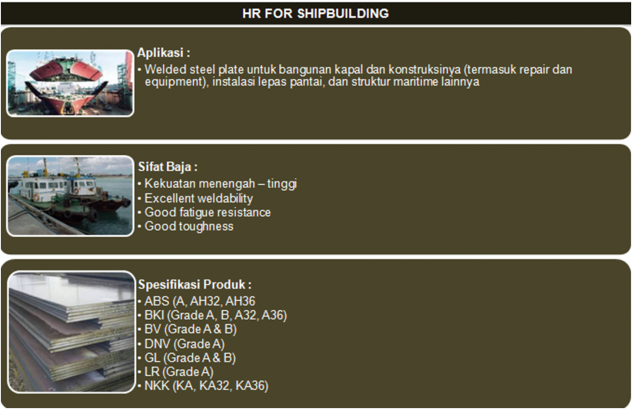 HR FOR SHIPBUILDING
Aplikasi :
• Welded steel plate untuk bangunan kapal dan konstruksinya (termasuk repair dan
equipment), instalasi lepas pantai, dan struktur maritime lainnya
Sifat Baja :
• Kekuatan menengah – tinggi
• Excellent weldability
• Good fatigue resistance
• Good toughness
Spesifikasi Produk :
• ABS (A, AH32, AH36
• BKI (Grade A, B, A32, A36)
• BV (Grade A & B)
• DNV (Grade A)
• GL (Grade A & B)
• LR (Grade A)
• NKK (KA, KA32, KA36)